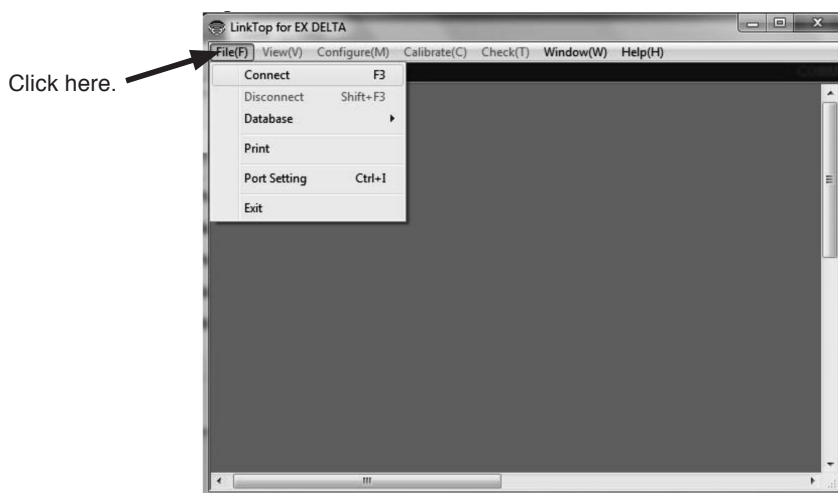 LinkTop for EX DELTA
File(F) View(V) Configure(M) Calibrate(C) Check(T) Window(W) Help(H)
Click here.
Connect F3
Disconnect Shift+F3
Database
Print
Port Setting Ctrl+I
Exit